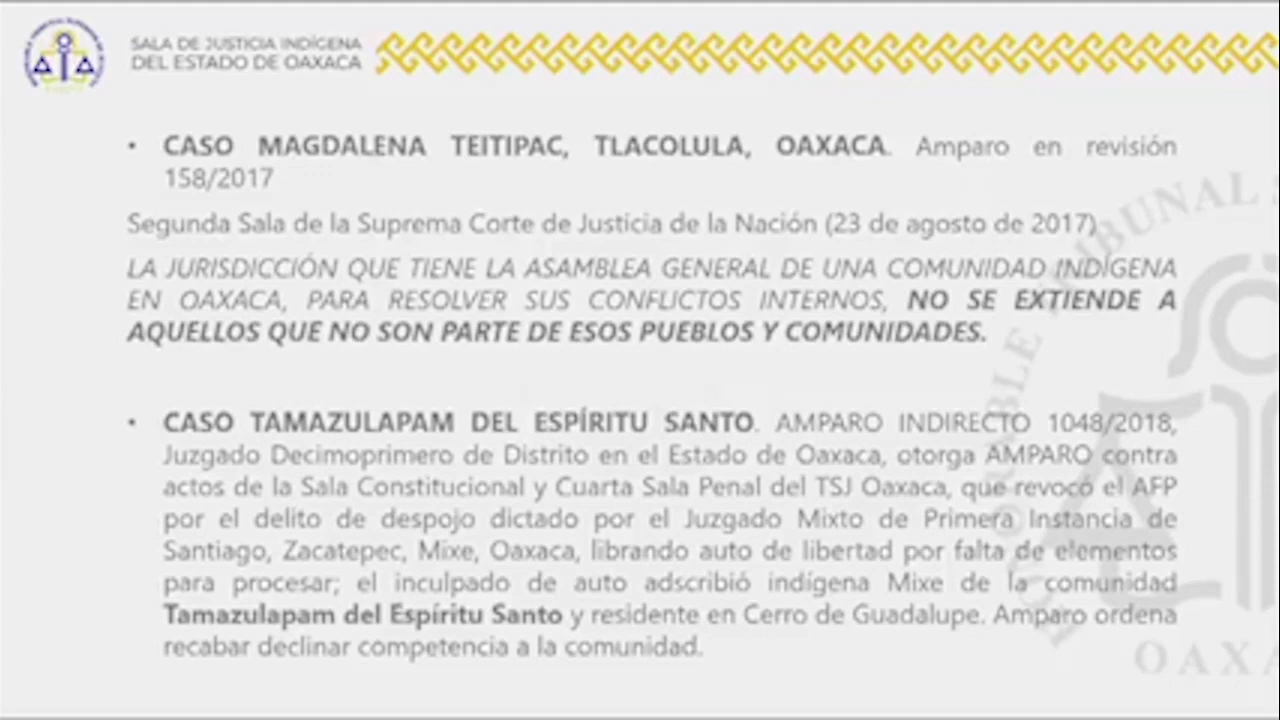 SALA DE JUSTICIA INDÍGENA
DEL ESTADO DE OAXACA
• CASO MAGDALENA TEITIPAC, TLACOLULA, OAXACA. Amparo en revisión
158/2017
Segunda Sala de la Suprema Corte de Justicia de la Nación (23 de agosto de 2017)
LA JURISDICCIÓN QUE TIENE LA ASAMBLEA GENERAL DE UNA COMUNIDAD INDÍGENA
EN OAXACA, PARA RESOLVER SUS CONFLICTOS INTERNOS, NO SE EXTIENDE A
AQUELLOS QUE NO SON PARTE DE ESOS PUEBLOS Y COMUNIDADES.
• CASO TAMAZULAPAM DEL ESPÍRITU SANTO. AMPARO INDIRECTO 1048/2018,
Juzgado Decimoprimero de Distrito en el Estado de Oaxaca, otorga AMPARO contra
actos de la Sala Constitucional y Cuarta Sala Penal del TSJ Oaxaca, que revocó el AFP
por el delito de despojo dictado por el Juzgado Mixto de Primera Instancia de
Santiago, Zacatepec, Mixe, Oaxaca, librando auto de libertad por falta de elementos
para procesar; el inculpado de auto adscribió indígena Mixe de la comunidad
Tamazulapam del Espíritu Santo y residente en Cerro de Guadalupe. Amparo ordena
recabar declinar competencia a la comunidad.
TRIBUNAL
OAXA